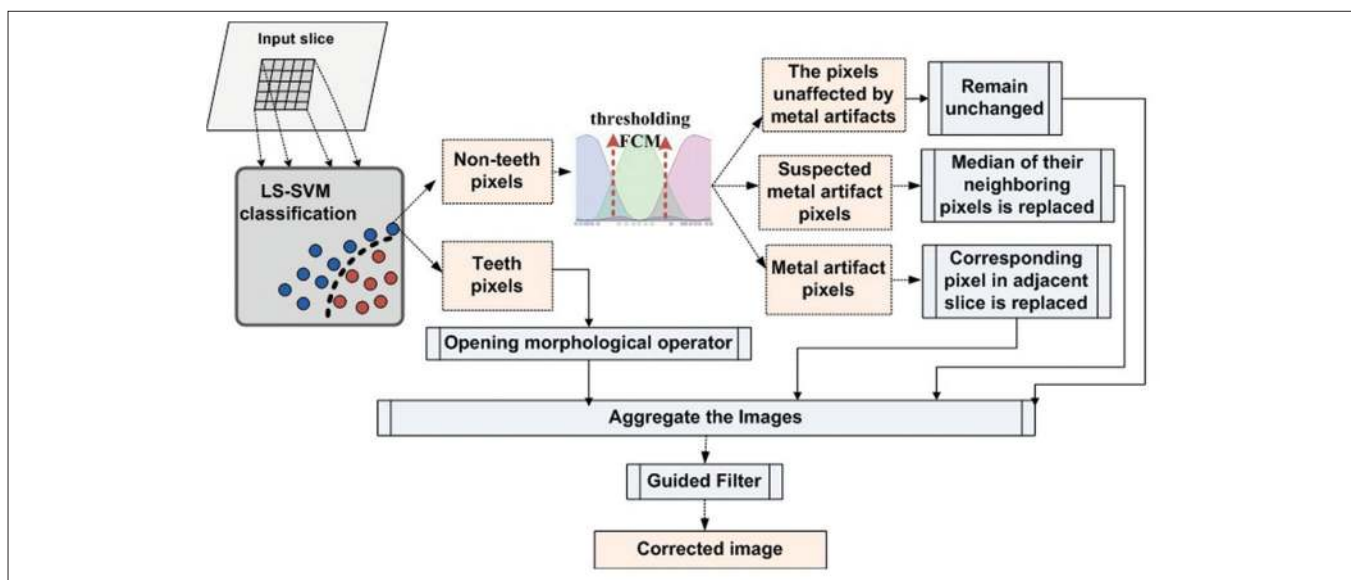 Input slice
LS-SVM
classification
Non-teeth
pixels
Teeth
pixels
thresholding
FCM
The pixels
unaffected by
metal artifacts
Suspected
metal artifact
pixels
Metal artifact
pixels
Remain
unchanged
Median of their
neighboring
pixels is replaced
Corresponding
pixel in adjacent
slice is replaced
Opening morphological operator
Aggregate the Images
Guided Filter
Corrected image